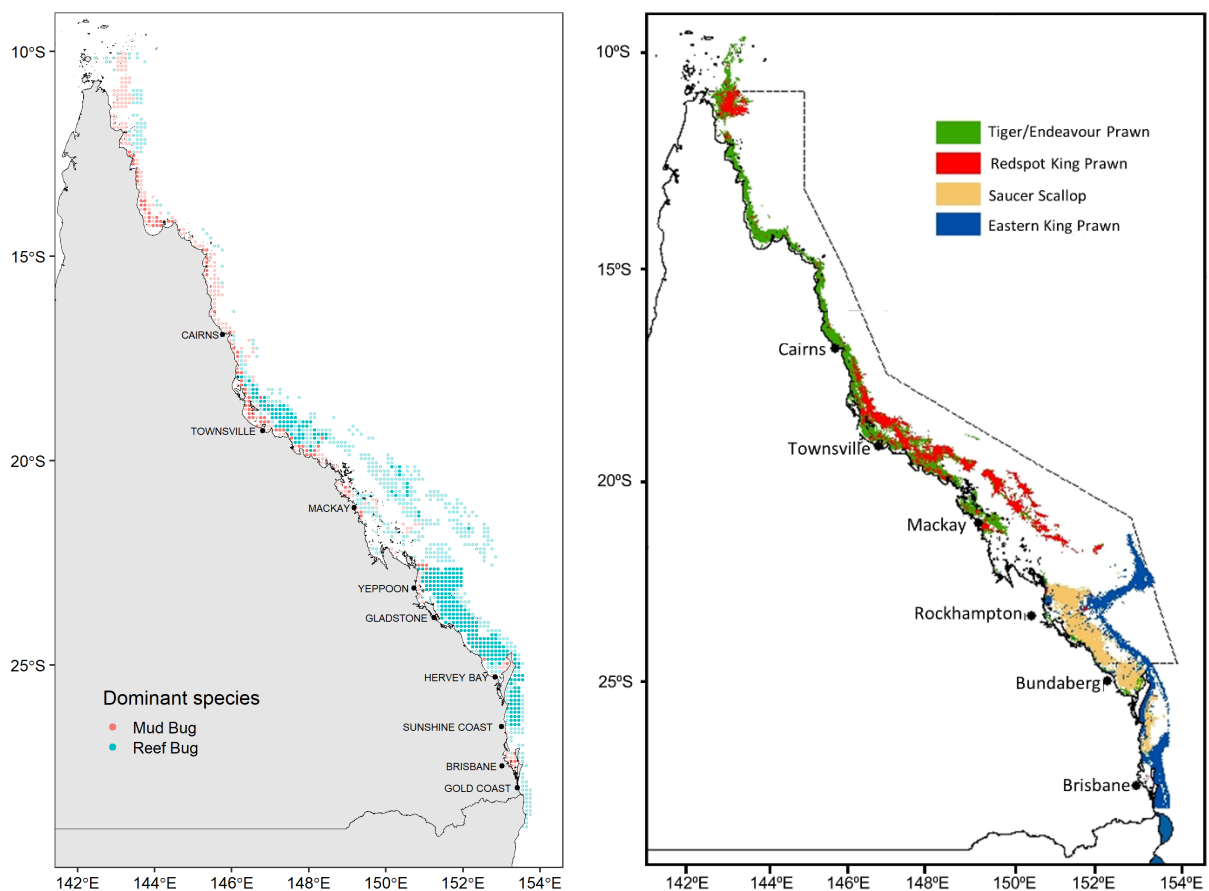 10°S
15°S
20°S
25°S
CAIRNS
TOWNSVILLE
MACKAY
YEPPOON
GLADSTONE
HERVEY BAY
SUNSHINE COAST
BRISBANE
GOLD COAST
Dominant species
Mud Bug
Reef Bug
142°E
144°E
146°E
148°E
150°E
152°E
154°E
10ºS
15ºS
20ºS
25ºS
Tiger/Endeavour Prawn
Redspot King Prawn
Saucer Scallop
Eastern King Prawn
Cairns
Townsville
Mackay
Rockhampton
Bundaberg
Brisbane
142ºE
144ºE
146ºE
148ºE
150ºE
152ºE
154ºE